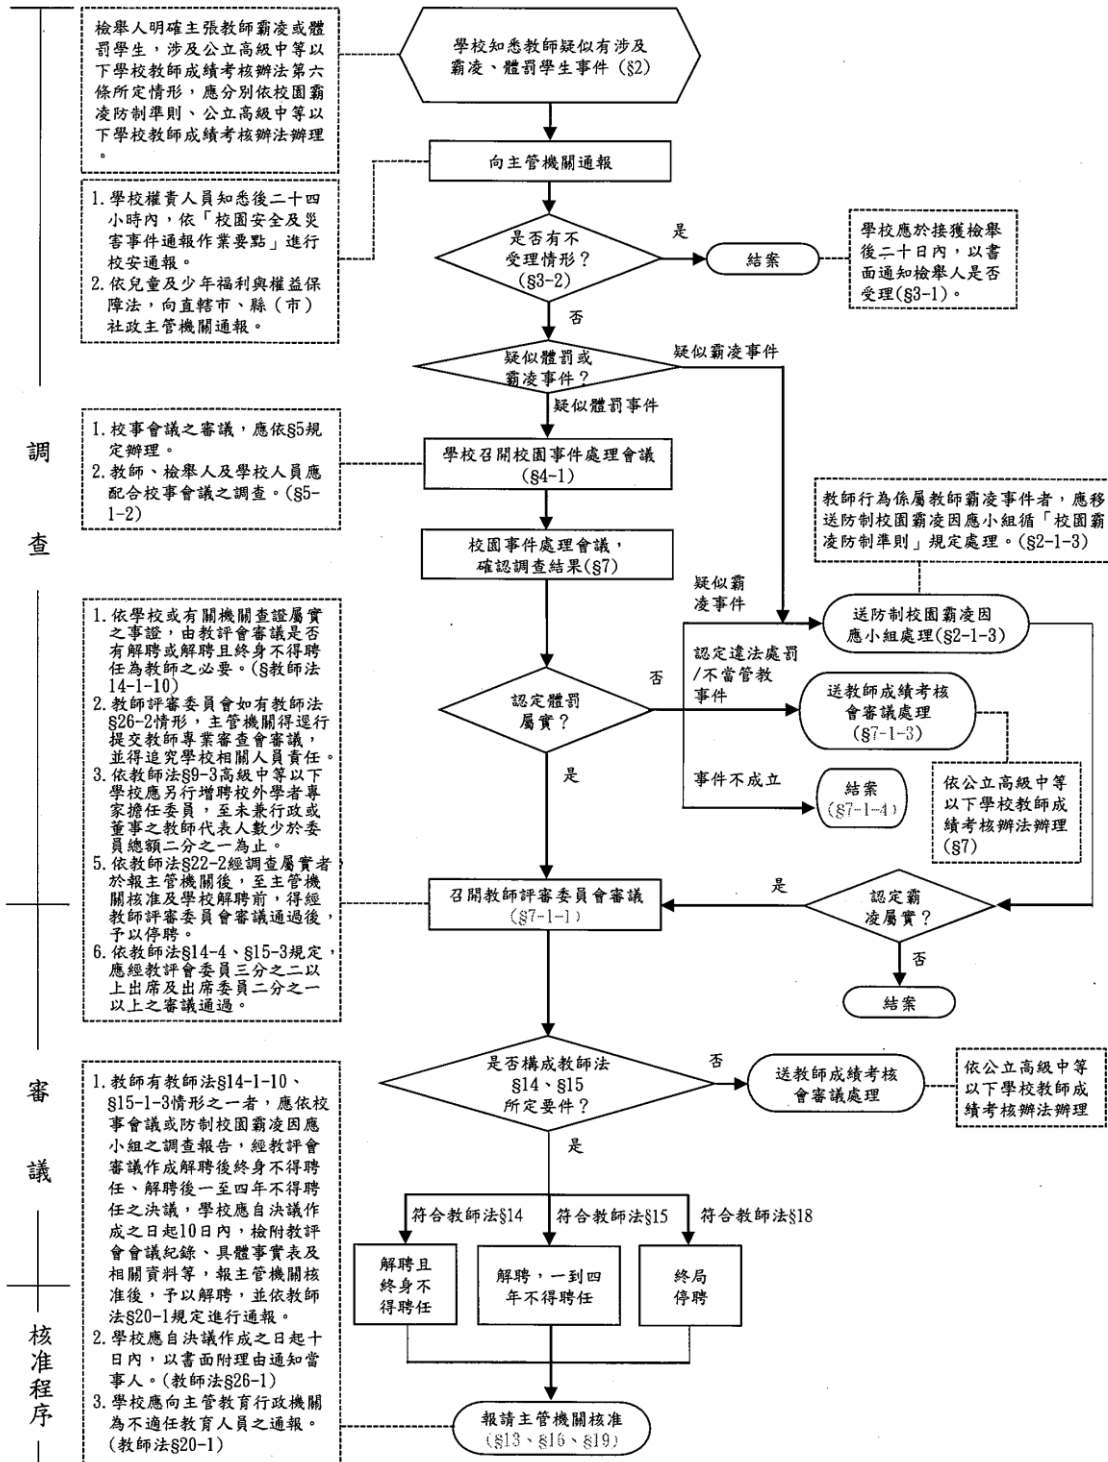 調
查
審
議
核
准
程
序
檢舉人明確主張教師霸凌或體
罰學生，涉及公立高級中等以
下學校教師成績考核辦法第六
條所定情形，應分別依校園霸
凌防制準則、公立高級中等以
下學校教師成績考核辦法辦理
。
學校知悉教師疑似有涉及
霸凌、體罰學生事件 (§2)
向主管機關通報
1. 學校權責人員知悉後二十四
小時內，依「校園安全及災
害事件通報作業要點」進行
校安通報。
2. 依兒童及少年福利與權益保
障法，向直轄市、縣（市）
社政主管機關通報。
是否有不
受理情形？
(§3-2)
是
結案
學校應於接獲檢舉
後二十日內，以書
面通知檢舉人是否
受理(§3-1)。
否
疑似體罰或
霸凌事件？
疑似霸凌事件
疑似體罰事件
1. 校事會議之審議，應依§5規
定辦理。
2. 教師、檢舉人及學校人員應
配合校事會議之調查。(§5-
1-2)
學校召開校園事件處理會議
(§4-1)
校園事件處理會議，
確認調查結果(§7)
教師行為係屬教師霸凌事件者，應移
送防制校園霸凌因應小組循「校園霸
凌防制準則」規定處理。(§2-1-3)
疑似霸
凌事件
送防制校園霸凌因
應小組處理(§2-1-3)
認定體罰
屬實？
否
認定違法處罰
/不當管教
事件
送教師成績考核
會審議處理
(§7-1-3)
事件不成立
結案
(§7-1-4)
依公立高級中等
以下學校教師成
績考核辦法辦理
(§7)
是
1. 依學校或有關機關查證屬實
之事證，由教評會審議是否
有解聘或解聘且終身不得聘
任為教師之必要。(§教師法
14-1-10)
2. 教師評審委員會如有教師法
§26-2情形，主管機關得逕行
提交教師專業審查會審議，
並得追究學校相關人員責任。
3. 依教師法§9-3高級中等以下
學校應另行增聘校外學者專
家擔任委員，至未兼行政或
董事之教師代表人數少於委
員總額二分之一為止。
5. 依教師法§22-2經調查屬實者
於報主管機關後，至主管機
關核准及學校解聘前，得經
教師評審委員會審議通過後，
予以停聘。
6. 依教師法§14-4、§15-3規定，
應經教評會委員三分之二以
上出席及出席委員二分之一
以上之審議通過。
召開教師評審委員會審議
(§7-1-1)
是
認定霸
凌屬實？
否
結案
是否構成教師法
§14、§15
所定要件？
否
送教師成績考核
會審議處理
依公立高級中等
以下學校教師成
績考核辦法辦理
是
1. 教師有教師法§14-1-10、
§15-1-3情形之一者，應依校
事會議或防制校園霸凌因應
小組之調查報告，經教評會
審議作成解聘後終身不得聘
任、解聘後一至四年不得聘
任之決議，學校應自決議作
成之日起10日內，檢附教評
會會議紀錄、具體事實表及
相關資料等，報主管機關核
准後，予以解聘，並依教師
法§20-1規定進行通報。
2. 學校應自決議作成之日起十
日內，以書面附理由通知當
事人。(教師法§26-1)
3. 學校應向主管教育行政機關
為不適任教育人員之通報。
(教師法§20-1)
符合教師法§14
符合教師法§15
符合教師法§18
解聘且
終身不
得聘任
解聘，一到四
年不得聘任
終局
停聘
報請主管機關核准
(§13、§16、§19)